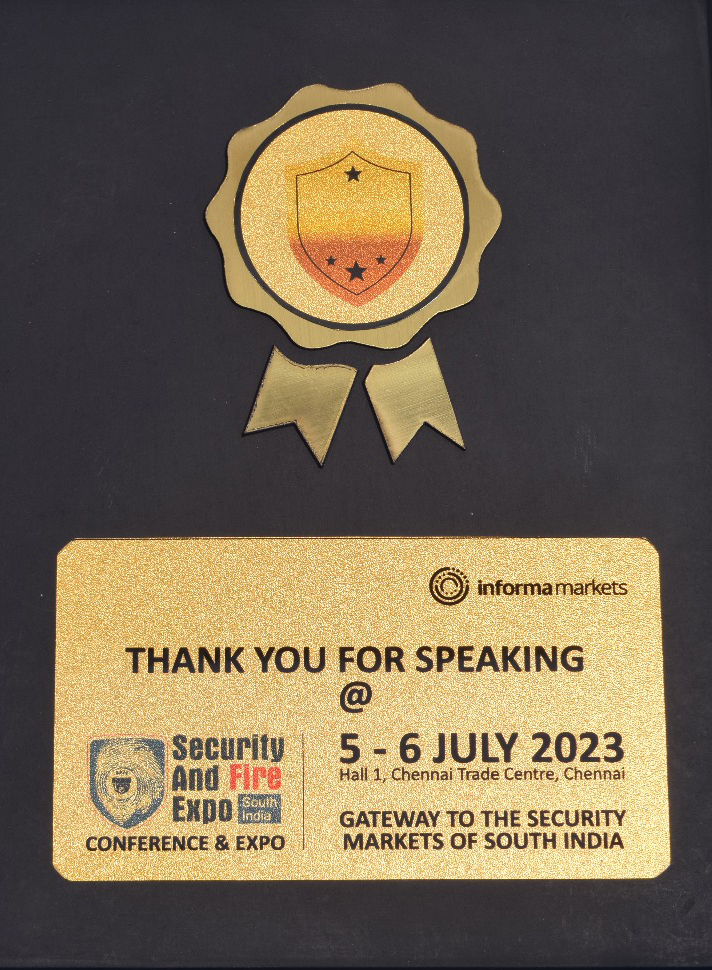 informa markets
THANK YOU FOR SPEAKING
@
Security
And Fire
Expo South India
CONFERENCE & EXPO
5 - 6 JULY 2023
Hall 1, Chennai Trade Centre, Chennai
GATEWAY TO THE SECURITY
MARKETS OF SOUTH INDIA